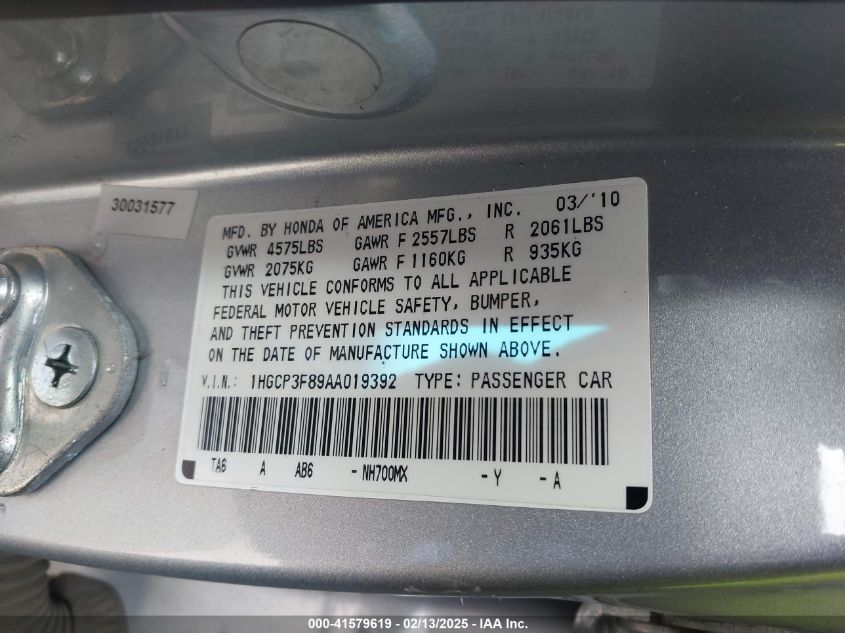 30031577
MFD. BY HONDA OF AMERICA MFG., INC. 03/'10
GVWR 4575LBS GAWR F 2557LBS R 2061LBS
GVWR 2075KG GAWR F 1160KG R 935KG
THIS VEHICLE CONFORMS TO ALL APPLICABLE
FEDERAL MOTOR VEHICLE SAFETY, BUMPER,
AND THEFT PREVENTION STANDARDS IN EFFECT
ON THE DATE OF MANUFACTURE SHOWN ABOVE.
V.I.N.: 1HGCP3F89AA019392 TYPE: PASSENGER CAR
TA6 A AB6 - NH700MX - Y - A
000-41579619 - 02/13/2025 - IAA Inc.